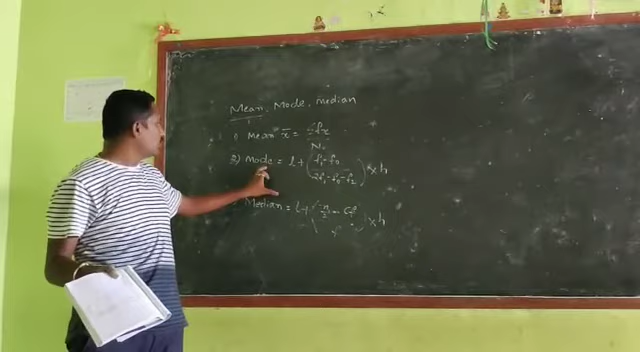 Mean, Mode, median
1) Mean x̄ = Σfx
N
2) Mode = l + (f₁-f₀ / 2f₁-f₀-f₂) × h
Median = l + n/2 - cf × h